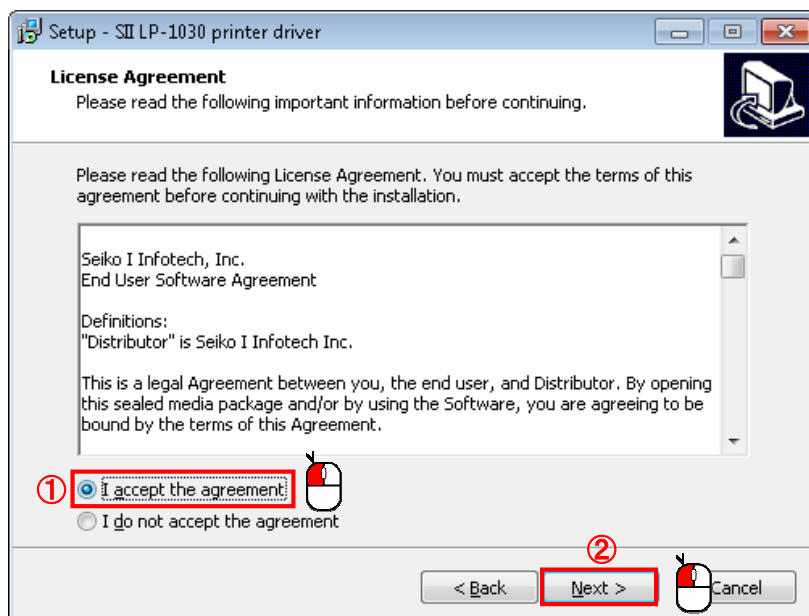 Setup - SII LP-1030 printer driver
License Agreement
Please read the following important information before continuing.
Please read the following License Agreement. You must accept the terms of this
agreement before continuing with the installation.
Seiko I Infotech, Inc.
End User Software Agreement
Definitions:
"Distributor" is Seiko I Infotech Inc.
This is a legal Agreement between you, the end user, and Distributor. By opening
this sealed media package and/or by using the Software, you are agreeing to be
bound by the terms of this Agreement.
① I accept the agreement
I do not accept the agreement
②
< Back Next > Cancel